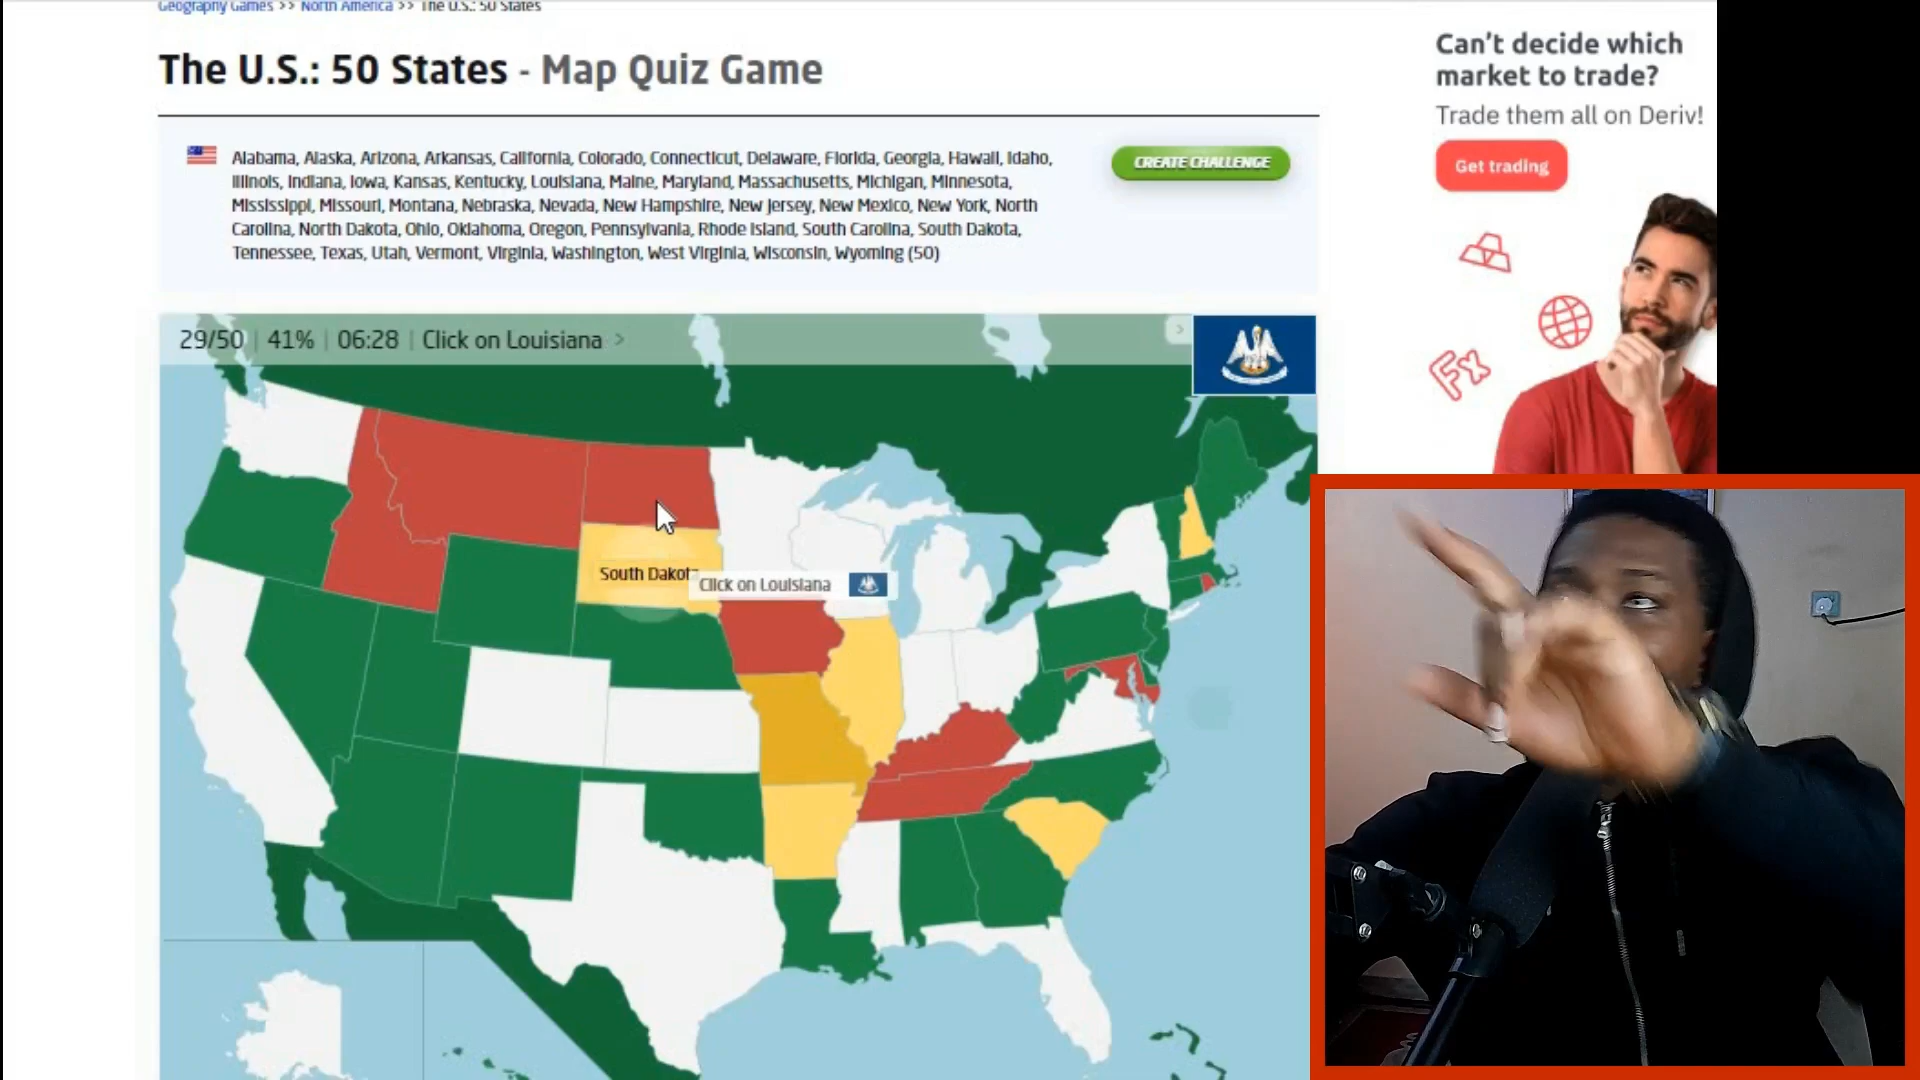 Geography Games >> North America >> The U.S.: 50 States
The U.S.: 50 States - Map Quiz Game
Alabama, Alaska, Arizona, Arkansas, California, Colorado, Connecticut, Delaware, Florida, Georgia, Hawaii, Idaho,
Illinois, Indiana, Iowa, Kansas, Kentucky, Louisiana, Maine, Maryland, Massachusetts, Michigan, Minnesota,
Mississippi, Missouri, Montana, Nebraska, Nevada, New Hampshire, New Jersey, New Mexico, New York, North
Carolina, North Dakota, Ohio, Oklahoma, Oregon, Pennsylvania, Rhode Island, South Carolina, South Dakota,
Tennessee, Texas, Utah, Vermont, Virginia, Washington, West Virginia, Wisconsin, Wyoming (50)
CREATE CHALLENGE
Can't decide which
market to trade?
Trade them all on Deriv!
Get trading
Fx
29/50 | 41% | 06:28 | Click on Louisiana >
South Dakota
Click on Louisiana